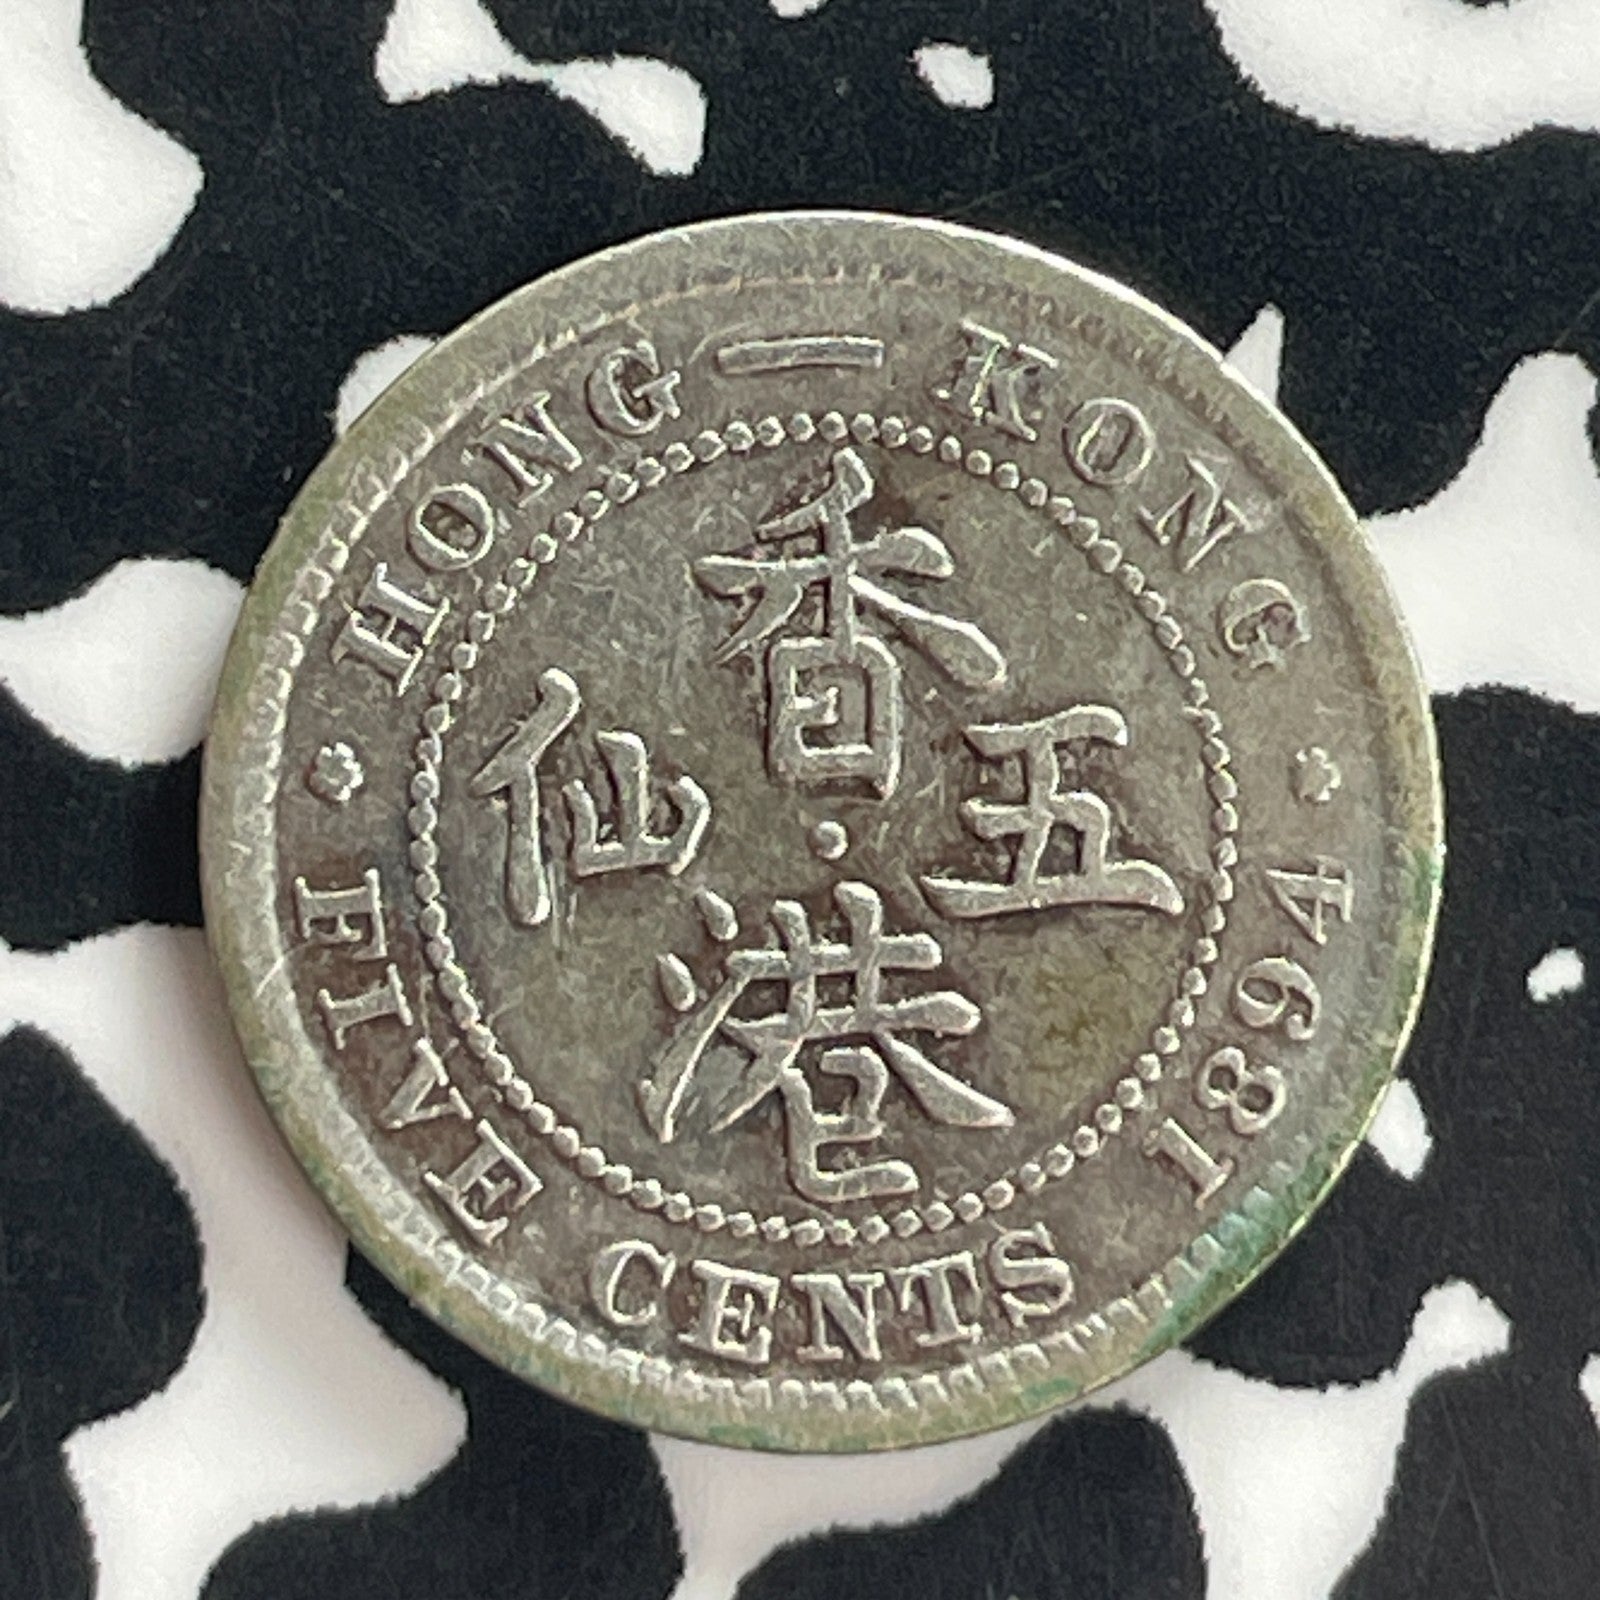 HONG — KONG
香
五
仙
港
FIVE CENTS 1894